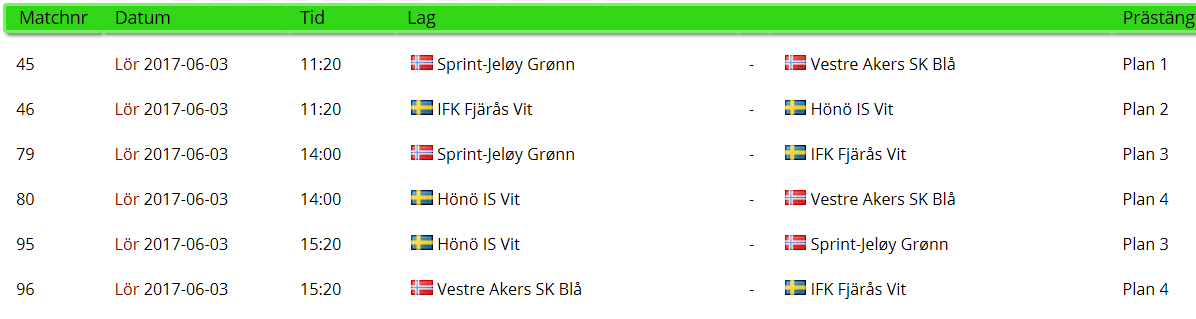 Matchnr Datum Tid Lag Prästäng
45 Lör 2017-06-03 11:20 Sprint-Jeløy Grønn - Vestre Akers SK Blå Plan 1
46 Lör 2017-06-03 11:20 IFK Fjärås Vit - Hönö IS Vit Plan 2
79 Lör 2017-06-03 14:00 Sprint-Jeløy Grønn - IFK Fjärås Vit Plan 3
80 Lör 2017-06-03 14:00 Hönö IS Vit - Vestre Akers SK Blå Plan 4
95 Lör 2017-06-03 15:20 Hönö IS Vit - Sprint-Jeløy Grønn Plan 3
96 Lör 2017-06-03 15:20 Vestre Akers SK Blå - IFK Fjärås Vit Plan 4